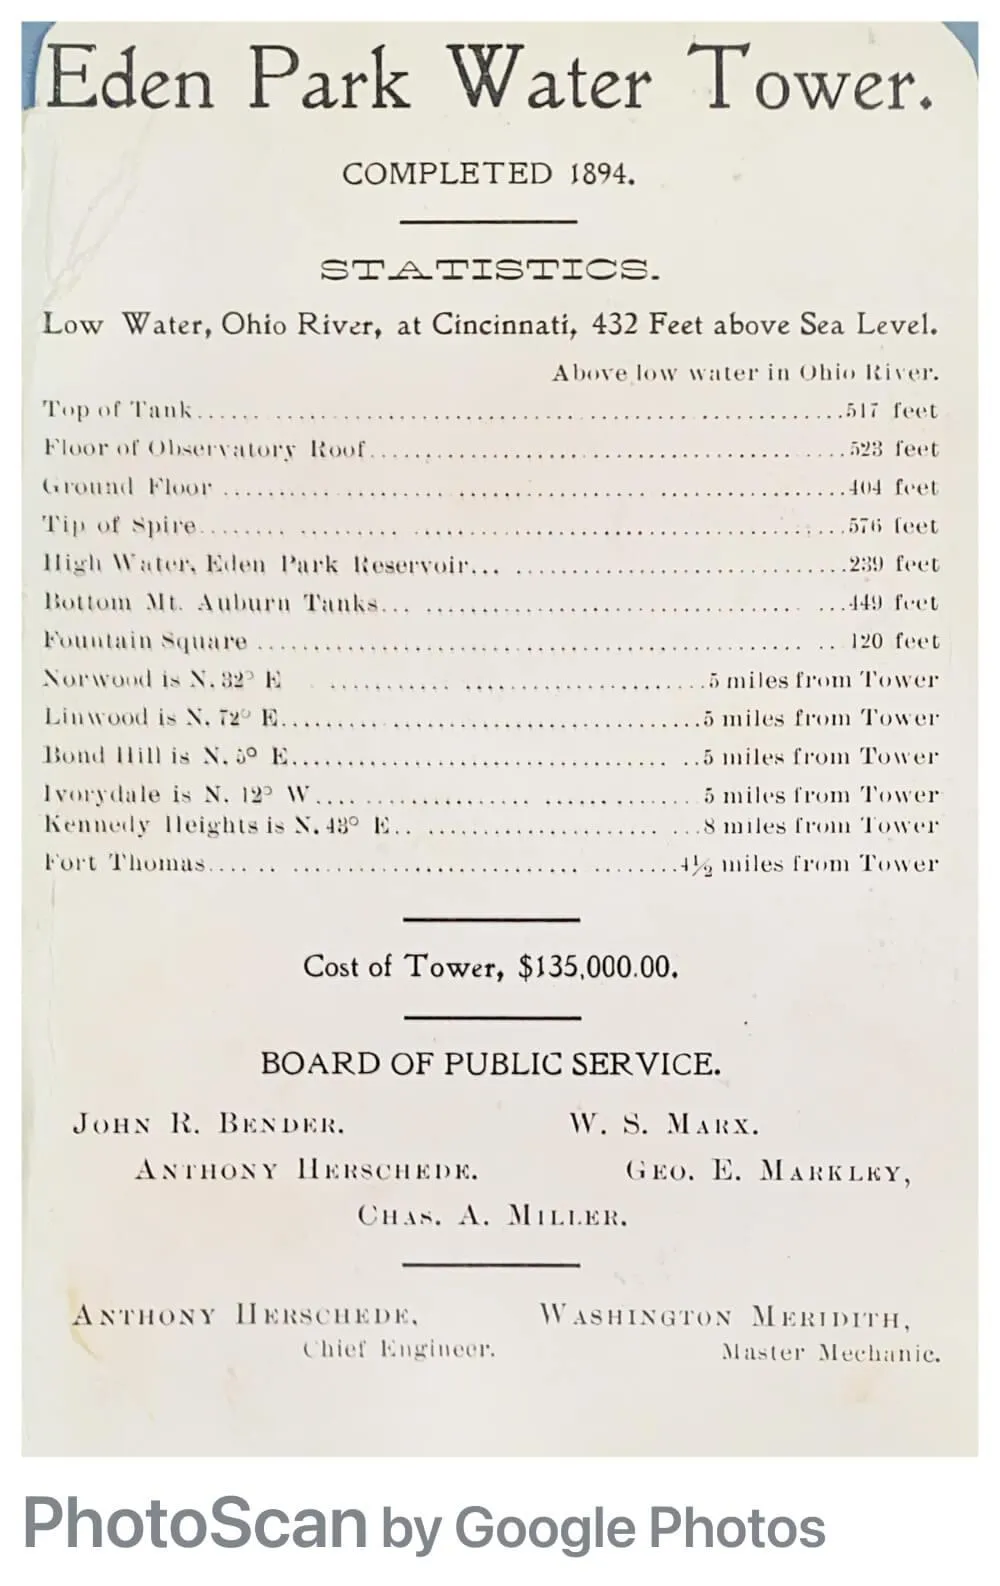 Eden Park Water Tower.
COMPLETED 1894.
STATISTICS.
Low Water, Ohio River, at Cincinnati, 432 Feet above Sea Level.
Above low water in Ohio River.
Top of Tank..........517 feet
Floor of Observatory Roof..........523 feet
Ground Floor..........404 feet
Tip of Spire..........576 feet
High Water, Eden Park Reservoir..........239 feet
Bottom Mt. Auburn Tanks..........449 feet
Fountain Square..........120 feet
Norwood is N. 32° E..........5 miles from Tower
Linwood is N. 72° E..........5 miles from Tower
Bond Hill is N. 5° E..........5 miles from Tower
Ivorydale is N. 12° W..........5 miles from Tower
Kennedy Heights is N. 43° E..........8 miles from Tower
Fort Thomas..........4½ miles from Tower
Cost of Tower, $135,000.00.
BOARD OF PUBLIC SERVICE.
JOHN R. BENDER. W. S. MARX.
ANTHONY HERSCHEDE. GEO. E. MARKLEY,
CHAS. A. MILLER.
ANTHONY HERSCHEDE, WASHINGTON MERIDITH,
Chief Engineer. Master Mechanic.
PhotoScan by Google Photos